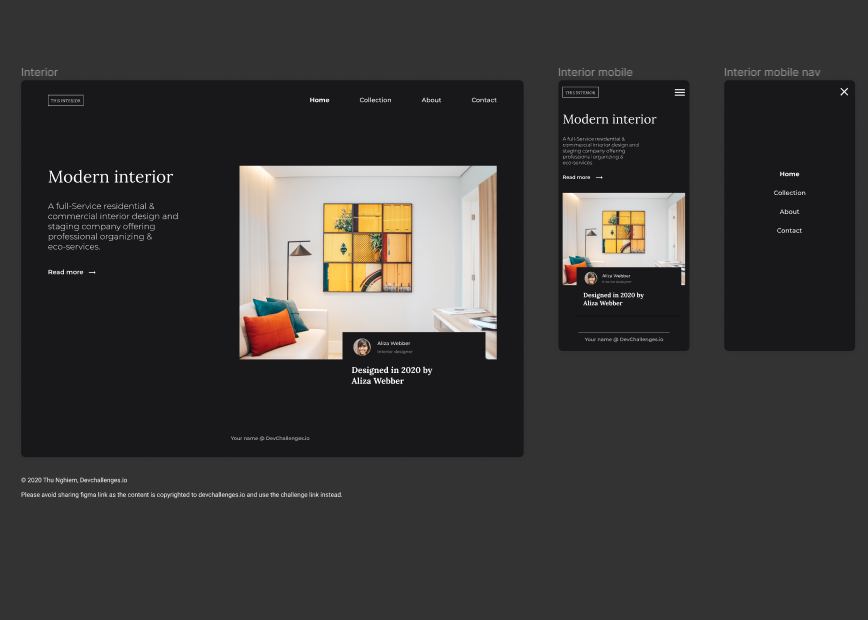 Interior
THIS INTERIOR
Home
Collection
About
Contact
Modern interior
A full-Service residential &
commercial interior design and
staging company offering
professional organizing &
eco-services.
Read more
Aliza Webber
Interior designer
Designed in 2020 by
Aliza Webber
Your name @ DevChallenges.io
Interior mobile
THIS INTERIOR
Modern interior
A full-Service residential &
commercial interior design and
staging company offering
professional organizing &
eco-services
Read more
Aliza Webber
Interior designer
Designed in 2020 by
Aliza Webber
Your name @ DevChallenges.io
Interior mobile nav
Home
Collection
About
Contact
© 2020 Thu Nghiem, Devchallenges.io
Please avoid sharing figma link as the content is copyrighted to devchallenges.io and use the challenge link instead.